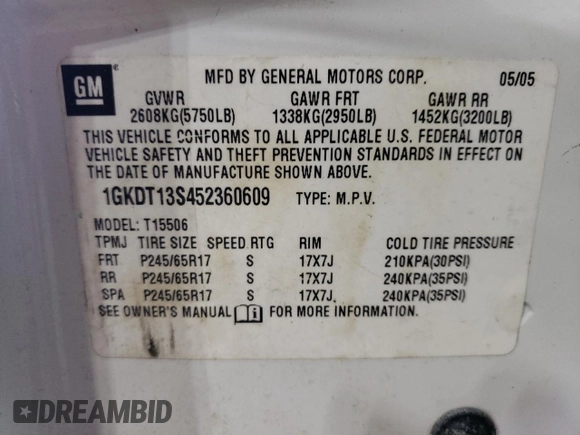 GM ®
MFD BY GENERAL MOTORS CORP. 05/05
GVWR GAWR FRT GAWR RR
2608KG(5750LB) 1338KG(2950LB) 1452KG(3200LB)
THIS VEHICLE CONFORMS TO ALL APPLICABLE U.S. FEDERAL MOTOR
VEHICLE SAFETY AND THEFT PREVENTION STANDARDS IN EFFECT ON
THE DATE OF MANUFACTURE SHOWN ABOVE.
1GKDT13S452360609 TYPE: M.P.V.
MODEL: T15506
TPMJ TIRE SIZE SPEED RTG RIM COLD TIRE PRESSURE
FRT P245/65R17 S 17X7J 210KPA(30PSI)
RR P245/65R17 S 17X7J 240KPA(35PSI)
SPA P245/65R17 S 17X7J 240KPA(35PSI)
SEE OWNER'S MANUAL i FOR MORE INFORMATION.
DREAMBID